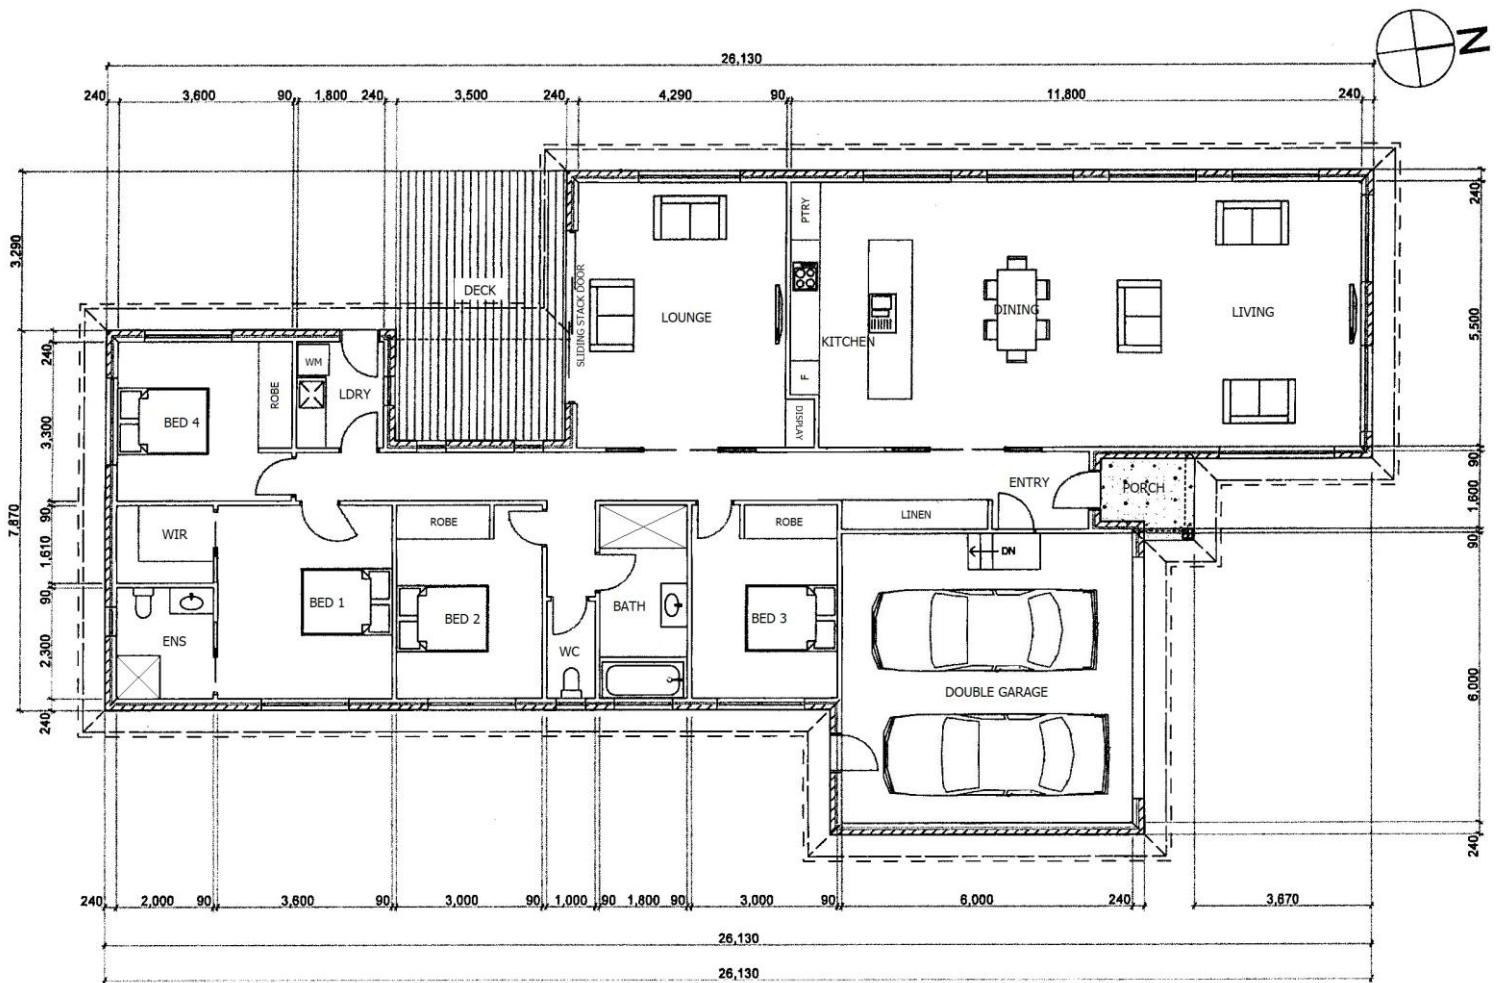 N
26,130
240 3,600 90 1,800 240 3,500 240 4,290 90 11,800 240
3,290
240
PTRY
DECK
SLIDING STACK DOOR
LOUNGE
KITCHEN
DINING
LIVING
5,500
240
ROBE
WM
LDRY
F
DISPLAY
BED 4
3,300
7,870
90
ENTRY
PORCH
90
1,600
90
WIR
ROBE
ROBE
LINEN
DN
1,610
90
BED 1
BED 2
BATH
BED 3
ENS
WC
2,300
DOUBLE GARAGE
6,000
240
240
240 2,000 90 3,600 90 3,000 90 1,000 90 1,800 90 3,000 90 6,000 240 3,670
26,130
26,130